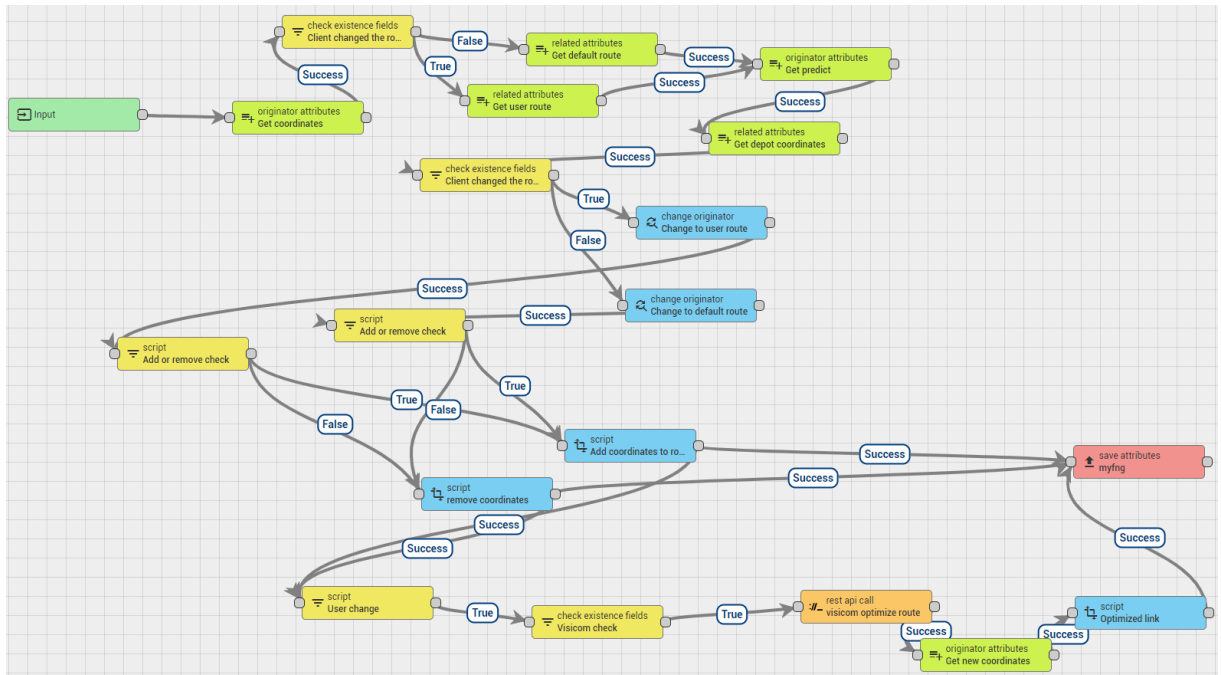 check existence fields
Client changed the ro...
False
related attributes
Get default route
Success
originator attributes
Get predict
True
Success
Success
related attributes
Get user route
Success
Input
originator attributes
Get coordinates
related attributes
Get depot coordinates
Success
check existence fields
Client changed the ro...
True
change originator
Change to user route
False
Success
change originator
Change to default route
Success
script
Add or remove check
script
Add or remove check
True
True
False
False
script
Add coordinates to ro...
Success
save attributes
myfng
Success
script
remove coordinates
Success
Success
Success
script
User change
True
check existence fields
Visicom check
True
rest api call
visicom optimize route
Success
originator attributes
Get new coordinates
Success
script
Optimized link